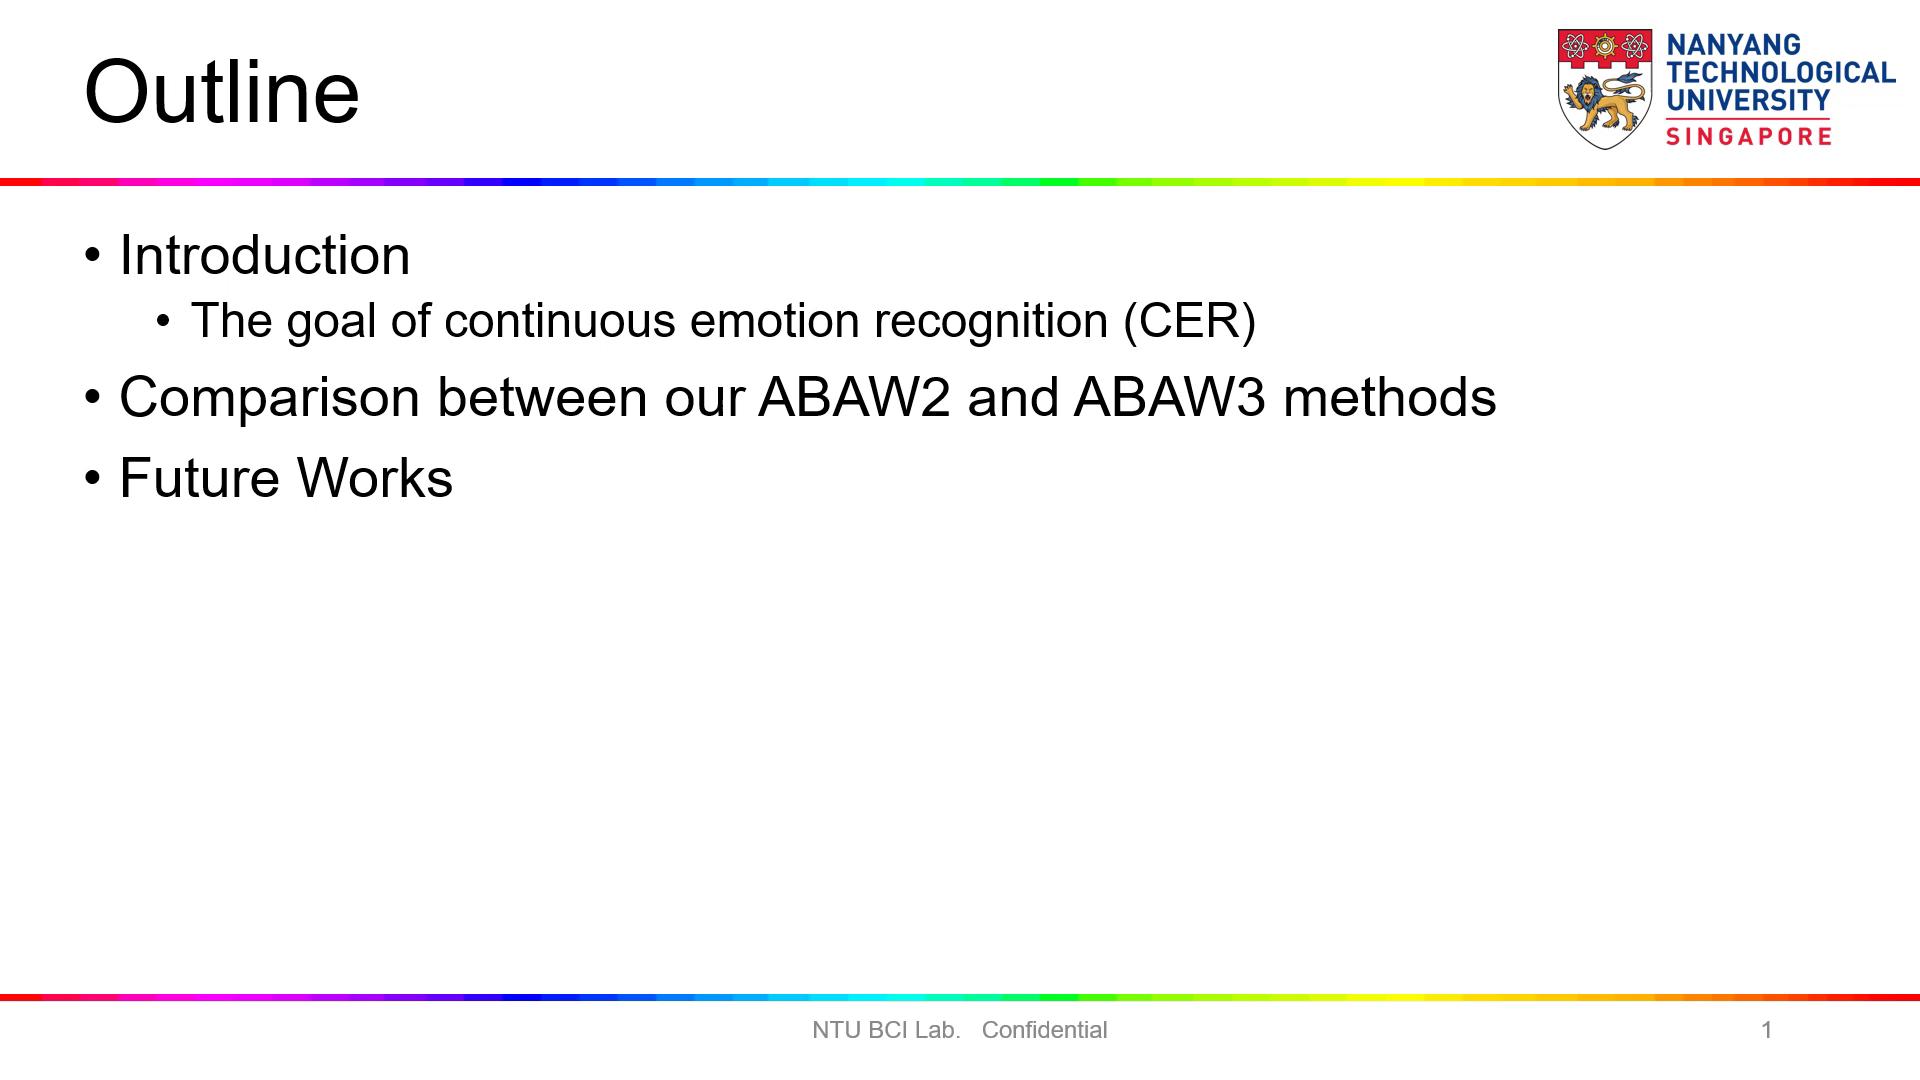 Outline
NANYANG
TECHNOLOGICAL
UNIVERSITY
SINGAPORE
• Introduction
• The goal of continuous emotion recognition (CER)
• Comparison between our ABAW2 and ABAW3 methods
• Future Works
NTU BCI Lab. Confidential
1